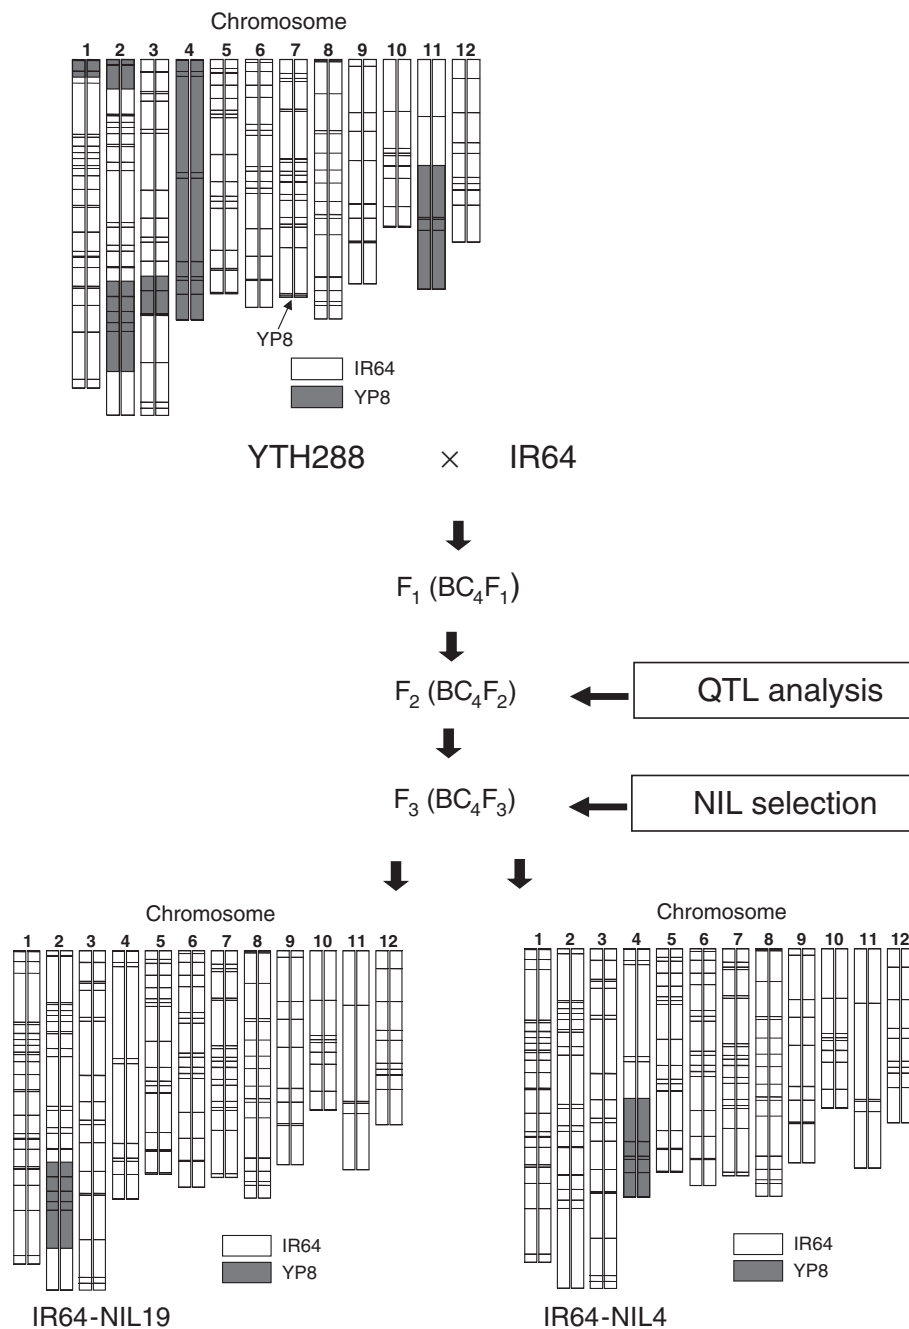 Chromosome
1 2 3 4 5 6 7 8 9 10 11 12
YP8
IR64
YP8
YTH288 × IR64
F₁ (BC₄F₁)
F₂ (BC₄F₂)
QTL analysis
F₃ (BC₄F₃)
NIL selection
Chromosome
1 2 3 4 5 6 7 8 9 10 11 12
IR64
YP8
IR64-NIL19
Chromosome
1 2 3 4 5 6 7 8 9 10 11 12
IR64
YP8
IR64-NIL4